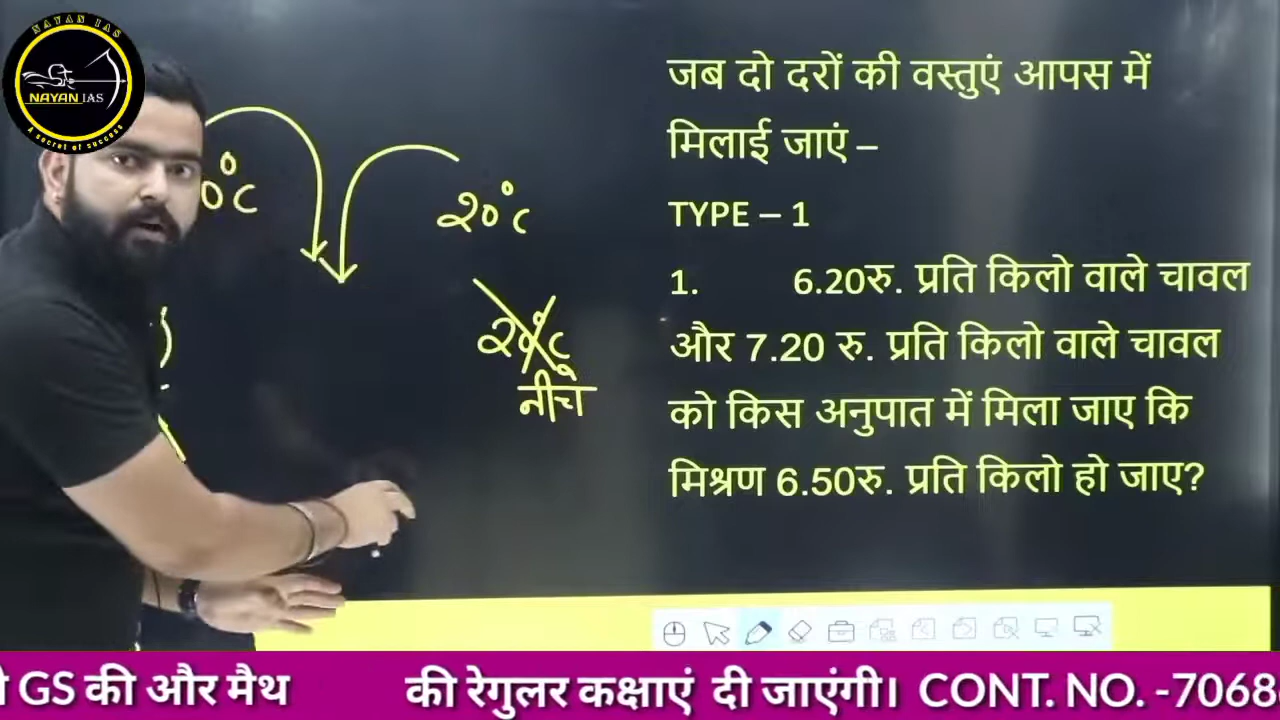 NAYAN IAS
NAYAN IAS
A secret of success
0°C
20°C
20°C
नीचे
जब दो दरों की वस्तुएं आपस में
मिलाई जाएं –
TYPE – 1
1. 6.20रु. प्रति किलो वाले चावल
और 7.20 रु. प्रति किलो वाले चावल
को किस अनुपात में मिला जाए कि
मिश्रण 6.50रु. प्रति किलो हो जाए?
GS की और मैथ की रेगुलर कक्षाएं दी जाएंगी। CONT. NO. -7068